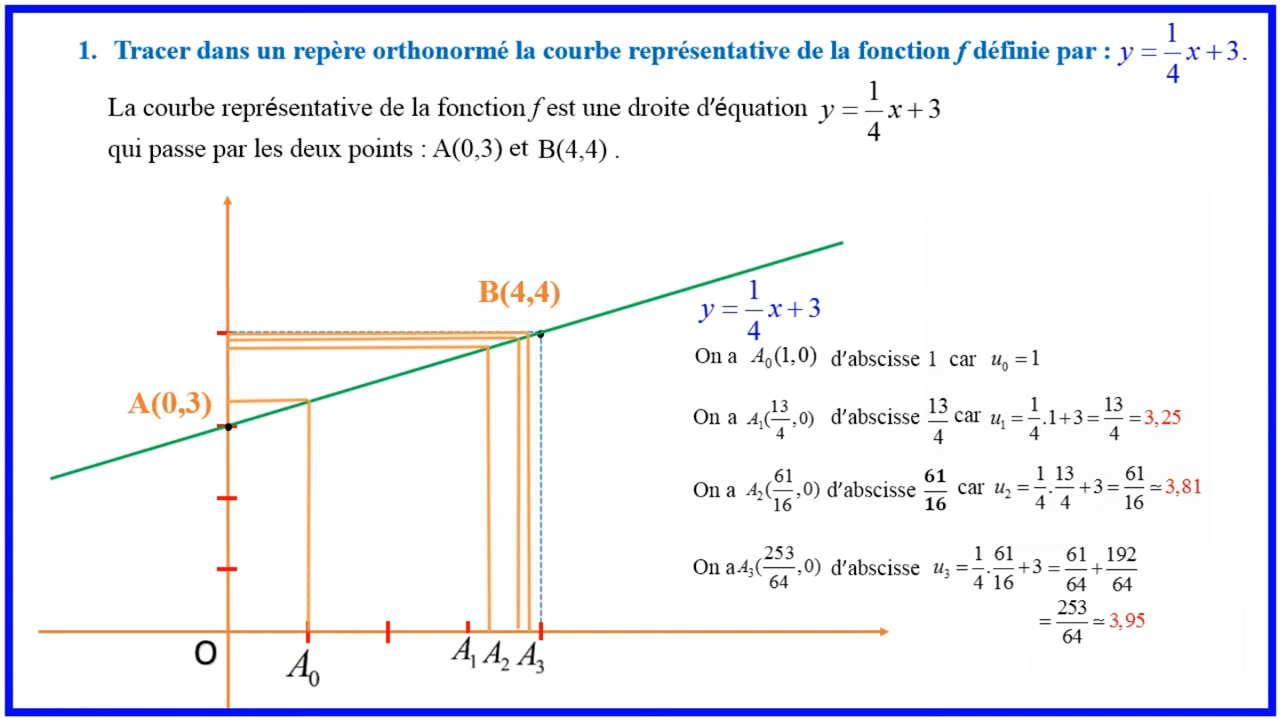 1. Tracer dans un repère orthonormé la courbe représentative de la fonction f définie par : y = 1/4 x + 3.
La courbe représentative de la fonction f est une droite d'équation y = 1/4 x + 3
qui passe par les deux points : A(0,3) et B(4,4) .
B(4,4)
y = 1/4 x + 3
On a A₀(1,0) d'abscisse 1 car u₀ = 1
A(0,3)
On a A₁(13/4,0) d'abscisse 13/4 car u₁ = 1/4 . 1 + 3 = 13/4 = 3,25
On a A₂(61/16,0) d'abscisse 61/16 car u₂ = 1/4 . 13/4 + 3 = 61/16 ≃ 3,81
On a A₃(253/64,0) d'abscisse u₃ = 1/4 . 61/16 + 3 = 61/64 + 192/64
= 253/64 ≃ 3,95
O A₀ A₁ A₂ A₃